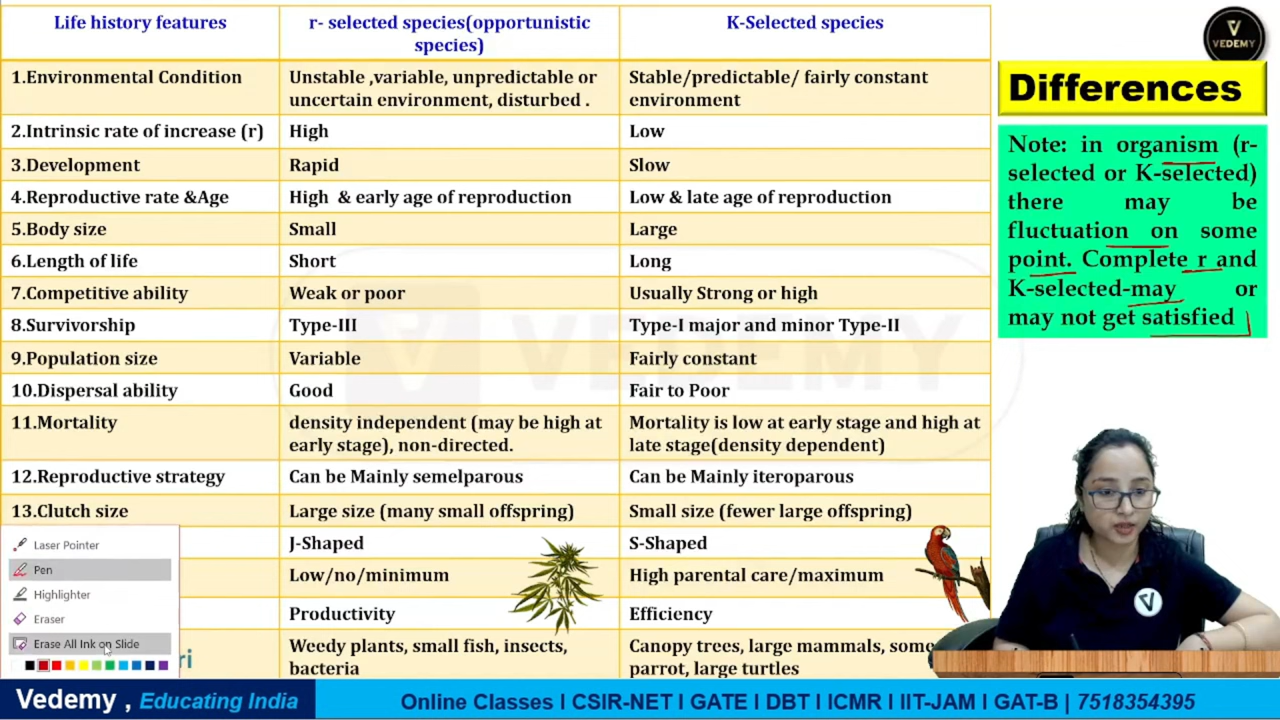 Life history features
r- selected species(opportunistic
species)
K-Selected species
1.Environmental Condition
Unstable ,variable, unpredictable or
uncertain environment, disturbed .
Stable/predictable/ fairly constant
environment
2.Intrinsic rate of increase (r)
High
Low
3.Development
Rapid
Slow
4.Reproductive rate &Age
High & early age of reproduction
Low & late age of reproduction
5.Body size
Small
Large
6.Length of life
Short
Long
7.Competitive ability
Weak or poor
Usually Strong or high
8.Survivorship
Type-III
Type-I major and minor Type-II
9.Population size
Variable
Fairly constant
10.Dispersal ability
Good
Fair to Poor
11.Mortality
density independent (may be high at
early stage), non-directed.
Mortality is low at early stage and high at
late stage(density dependent)
12.Reproductive strategy
Can be Mainly semelparous
Can be Mainly iteroparous
13.Clutch size
Large size (many small offspring)
Small size (fewer large offspring)
J-Shaped
S-Shaped
Low/no/minimum
High parental care/maximum
Productivity
Efficiency
Weedy plants, small fish, insects,
bacteria
Canopy trees, large mammals, some
parrot, large turtles
Laser Pointer
Pen
Highlighter
Eraser
Erase All Ink on Slide
ri
VEDEMY
VEDEMY
Differences
Note: in organism (r-
selected or K-selected)
there may be
fluctuation on some
point. Complete r and
K-selected-may or
may not get satisfied
Vedemy , Educating India
Online Classes I CSIR-NET I GATE I DBT I ICMR I IIT-JAM I GAT-B | 7518354395